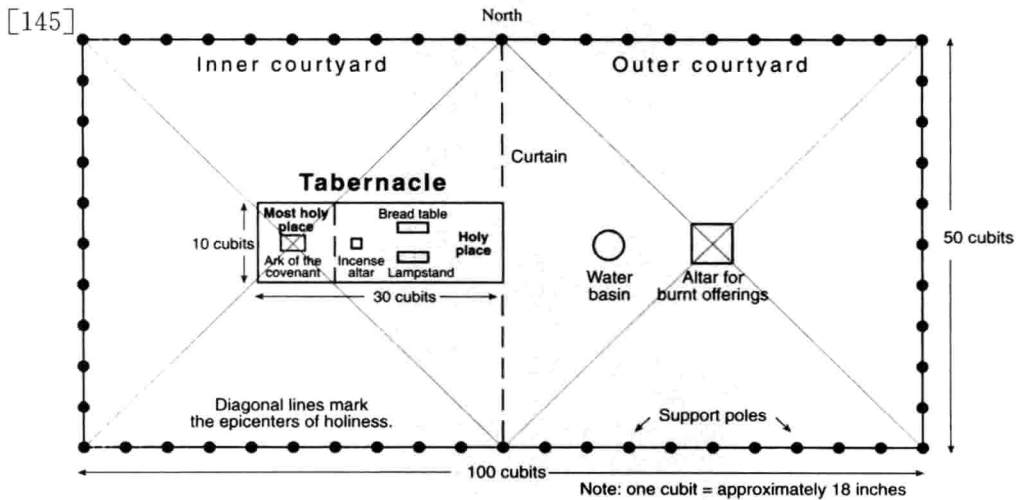 [145]
North
Inner courtyard
Outer courtyard
Curtain
Tabernacle
Most holy
place
Bread table
Holy
place
10 cubits
50 cubits
Ark of the
covenant
Incense
altar
Lampstand
Water
basin
Altar for
burnt offerings
30 cubits
Diagonal lines mark
the epicenters of holiness.
Support poles
100 cubits
Note: one cubit = approximately 18 inches